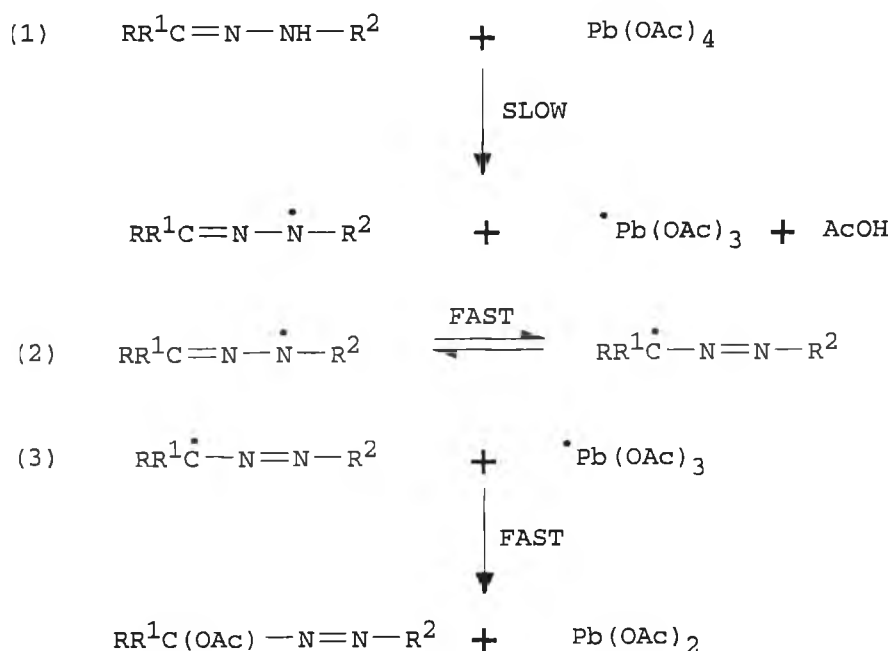 (1) RR¹C=N—NH—R² + Pb(OAc)₄
SLOW
RR¹C=N—Ṅ—R² + •Pb(OAc)₃ + AcOH
(2) RR¹C=N—Ṅ—R² FAST RR¹Ċ—N=N—R²
(3) RR¹Ċ—N=N—R² + •Pb(OAc)₃
FAST
RR¹C(OAc)—N=N—R² + Pb(OAc)₂